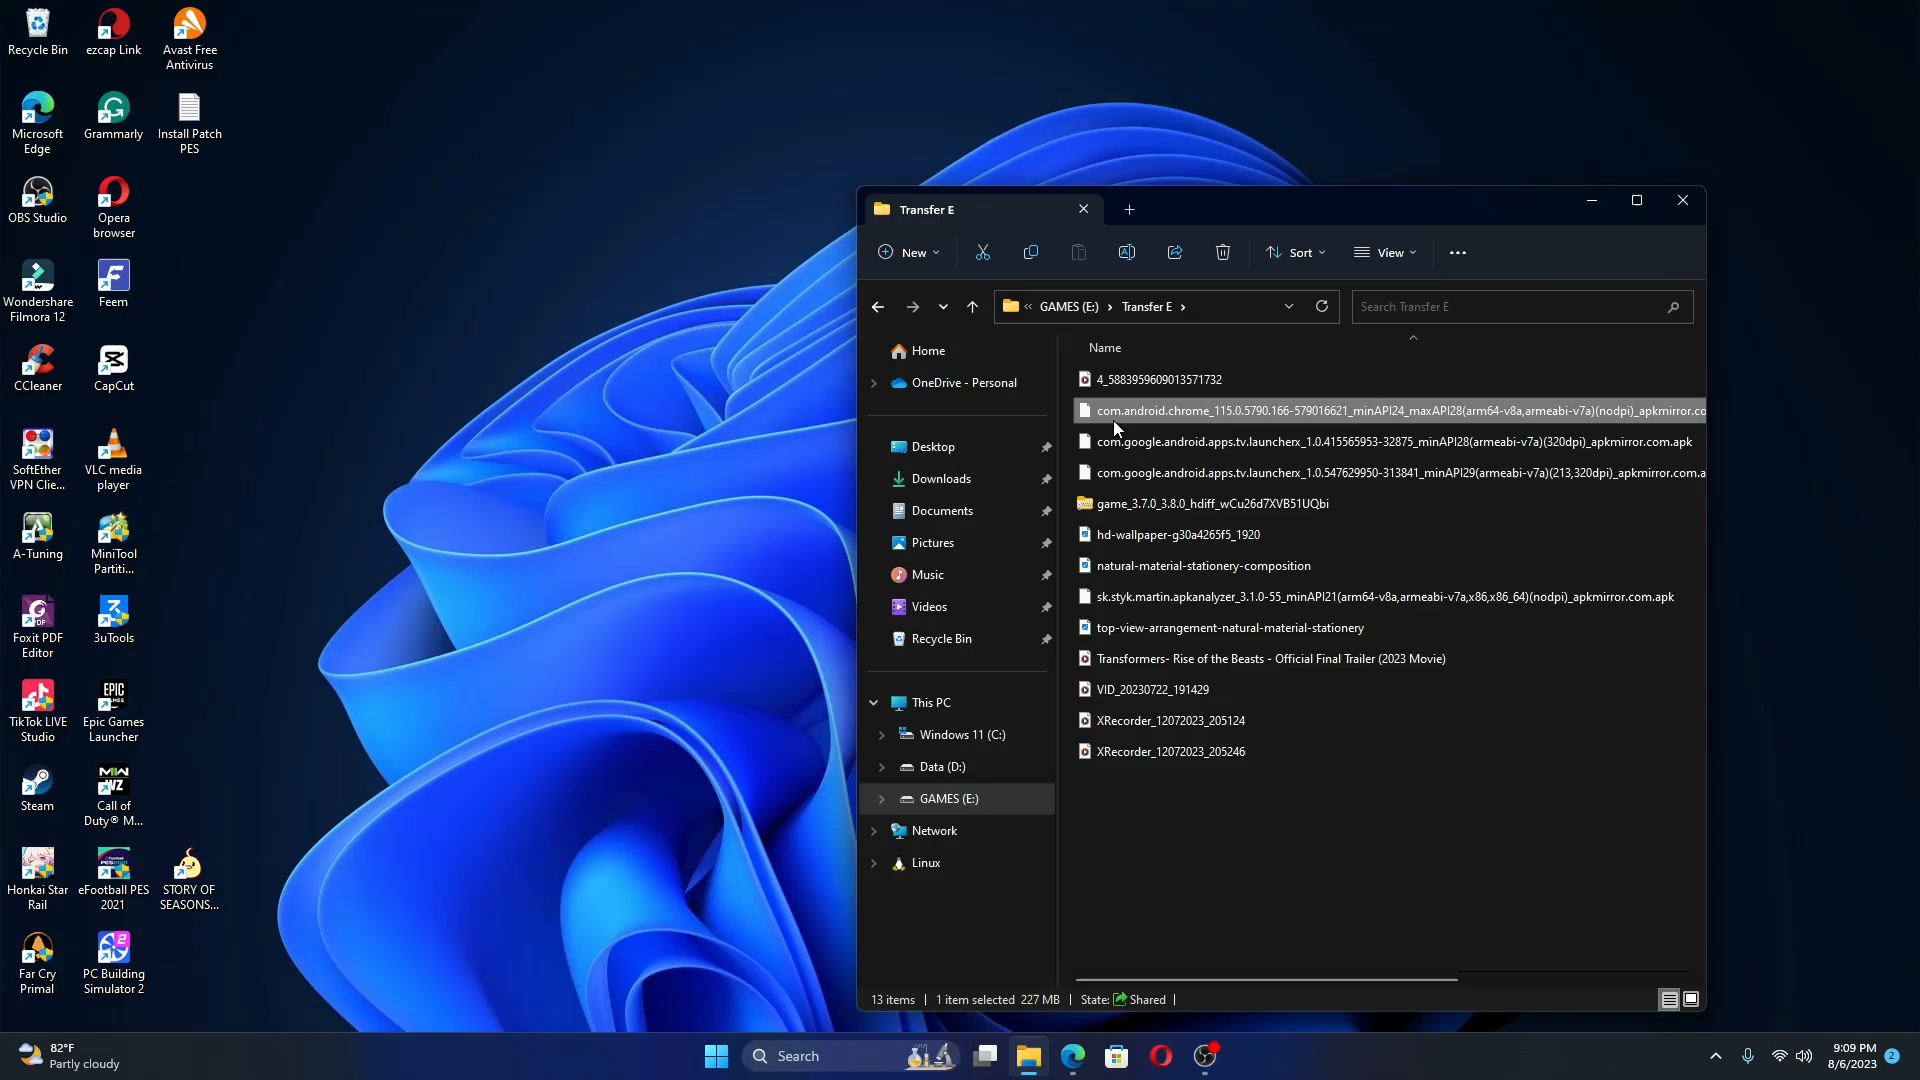 Recycle Bin
ezcap Link
Avast Free
Antivirus
Microsoft
Edge
Grammarly
Install Patch
PES
OBS Studio
Opera
browser
Wondershare
Filmora 12
Feem
CCleaner
CapCut
SoftEther
VPN Clie...
VLC media
player
A-Tuning
MiniTool
Partiti...
Foxit PDF
Editor
3uTools
TikTok LIVE
Studio
Epic Games
Launcher
Steam
Call of
Duty® M...
Honkai Star
Rail
eFootball PES
2021
STORY OF
SEASONS...
Far Cry
Primal
PC Building
Simulator 2
Transfer E
New
Sort
View
GAMES (E:)
Transfer E
Search Transfer E
Home
OneDrive - Personal
Desktop
Downloads
Documents
Pictures
Music
Videos
Recycle Bin
This PC
Windows 11 (C:)
Data (D:)
GAMES (E:)
Network
Linux
Name
4_5883959609013571732
com.android.chrome_115.0.5790.166-579016621_minAPI24_maxAPI28(arm64-v8a,armeabi-v7a)(nodpi)_apkmirror.co
com.google.android.apps.tv.launcherx_1.0.415565953-32875_minAPI28(armeabi-v7a)(320dpi)_apkmirror.com.apk
com.google.android.apps.tv.launcherx_1.0.547629950-313841_minAPI29(armeabi-v7a)(213,320dpi)_apkmirror.com.a
game_3.7.0_3.8.0_hdiff_wCu26d7XVB51UQbi
hd-wallpaper-g30a4265f5_1920
natural-material-stationery-composition
sk.styk.martin.apkanalyzer_3.1.0-55_minAPI21(arm64-v8a,armeabi-v7a,x86,x86_64)(nodpi)_apkmirror.com.apk
top-view-arrangement-natural-material-stationery
Transformers- Rise of the Beasts - Official Final Trailer (2023 Movie)
VID_20230722_191429
XRecorder_12072023_205124
XRecorder_12072023_205246
13 items
1 item selected 227 MB
State: Shared
82°F
Partly cloudy
Search
9:09 PM
8/6/2023
2